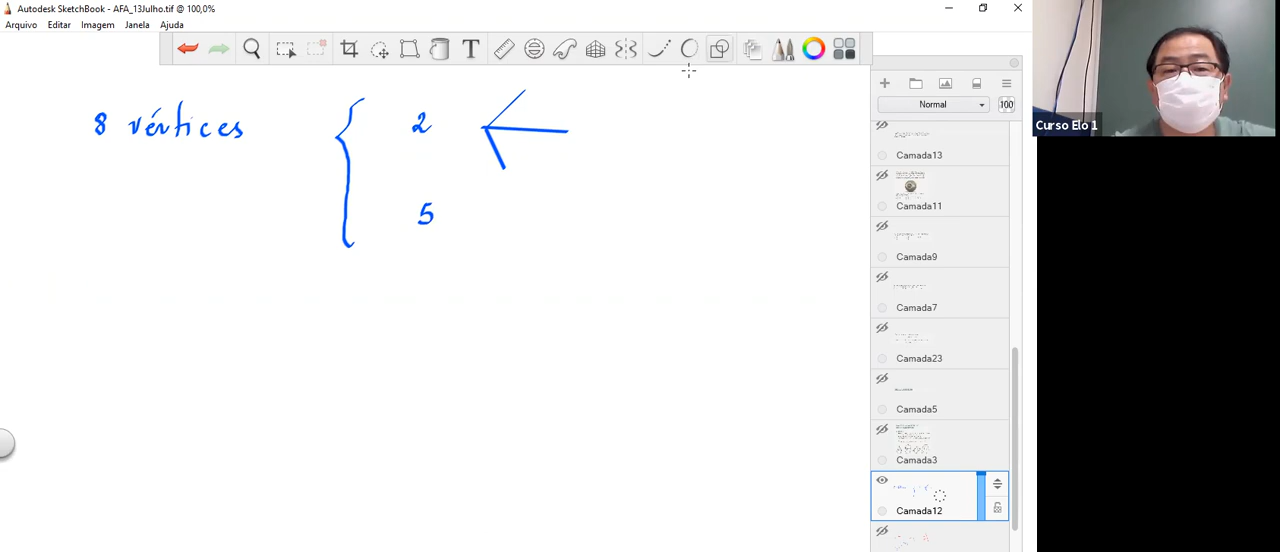 Autodesk SketchBook - AFA_13Julho.tif @ 100,0%
Arquivo Editar Imagem Janela Ajuda
8 vértices
2
5
Normal
100
Camada13
Camada11
Camada9
Camada7
Camada23
Camada5
Camada3
Camada12
Curso Elo 1